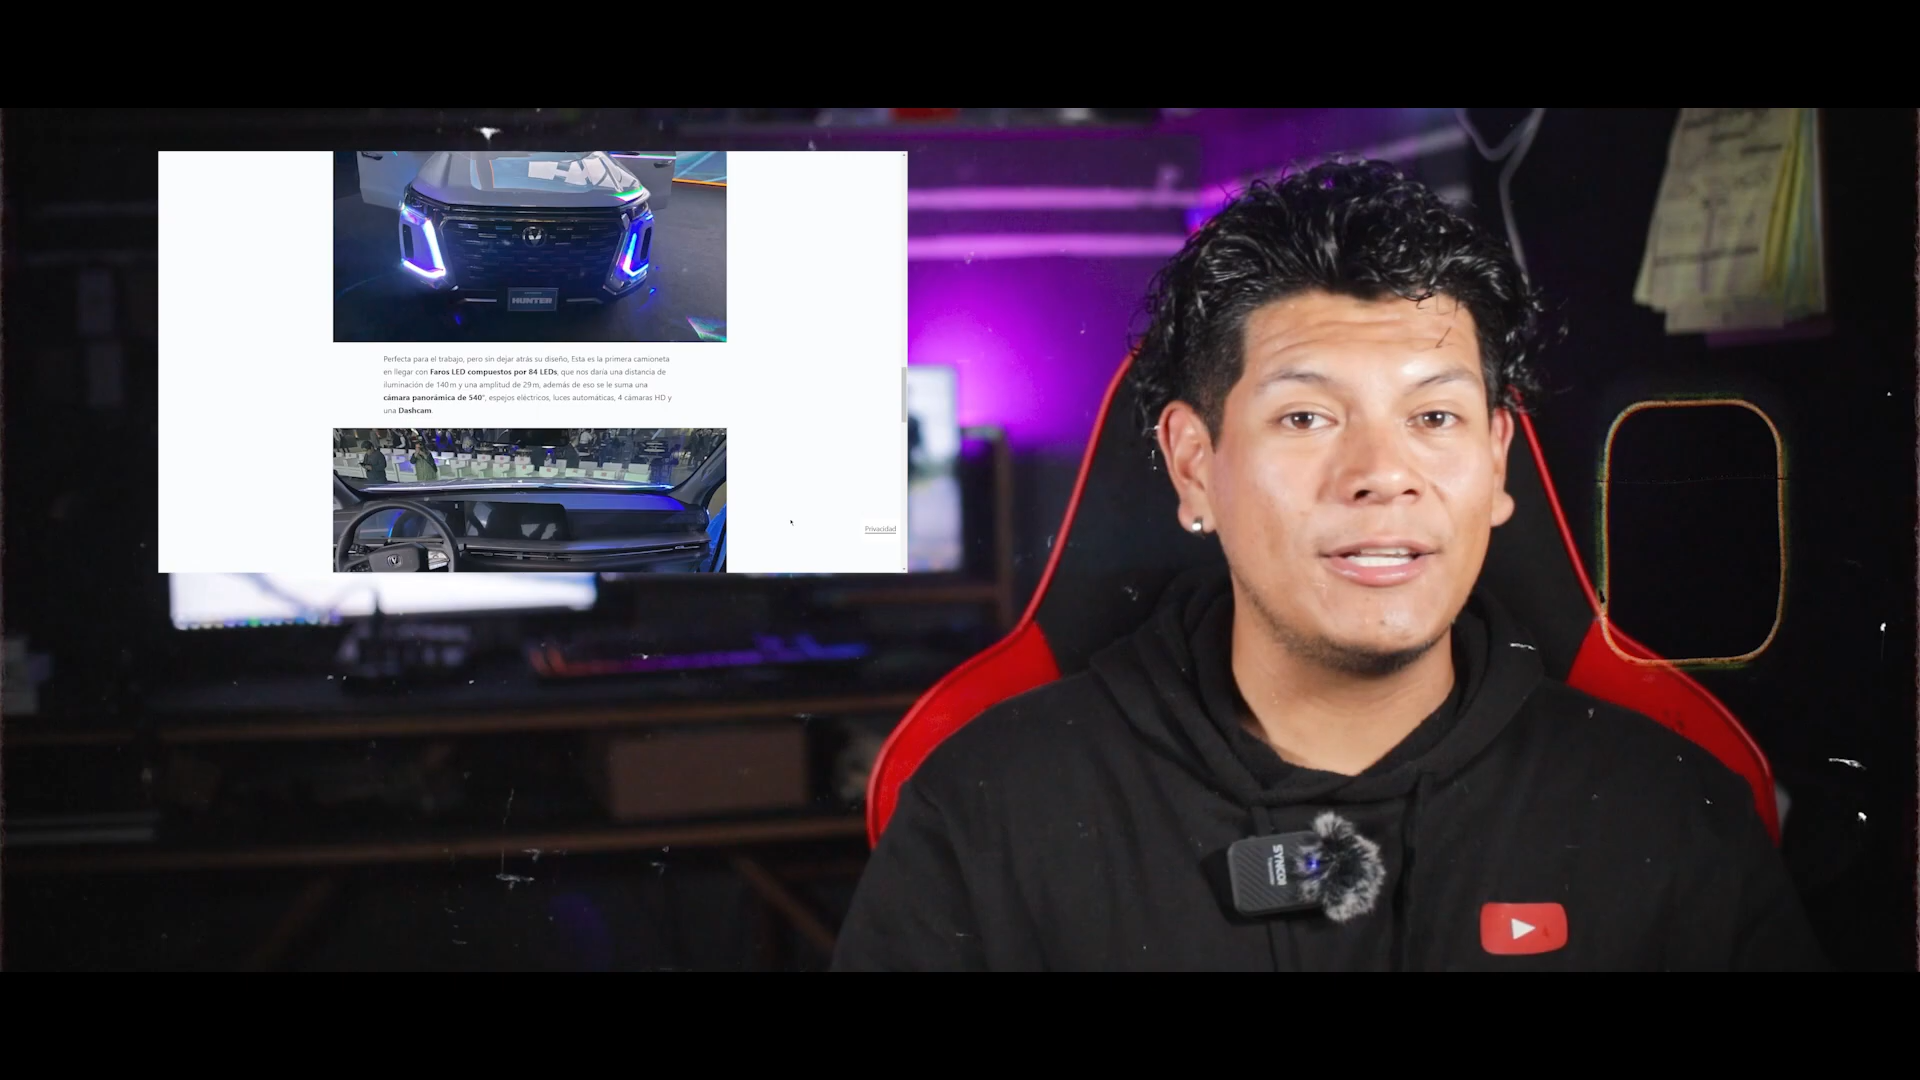 HUNTER
Perfecta para el trabajo, pero sin dejar atrás su diseño, Esta es la primera camioneta
en llegar con Faros LED compuestos por 84 LEDs, que nos daría una distancia de
iluminación de 140m y una amplitud de 29m, además de eso se le suma una
cámara panorámica de 540°, espejos eléctricos, luces automáticas, 4 cámaras HD y
una Dashcam.
Privacidad
SYNCO